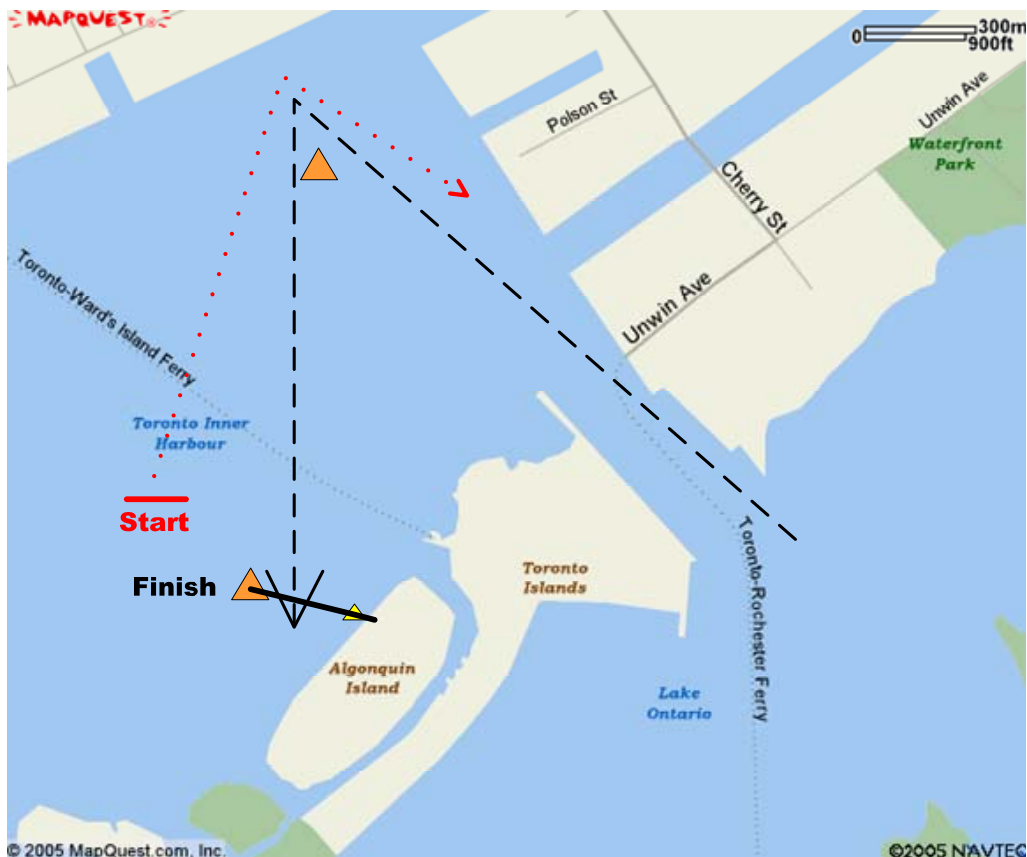 MAPQUEST
300m
0
900ft
Polson St
Unwin Ave
Waterfront
Park
Cherry St
Toronto-Ward's Island Ferry
Unwin Ave
Toronto Inner
Harbour
Start
Toronto
Islands
Toronto-Rochester Ferry
Finish
Algonquin
Island
Lake
Ontario
© 2005 MapQuest.com, Inc.
©2005 NAVTEQ